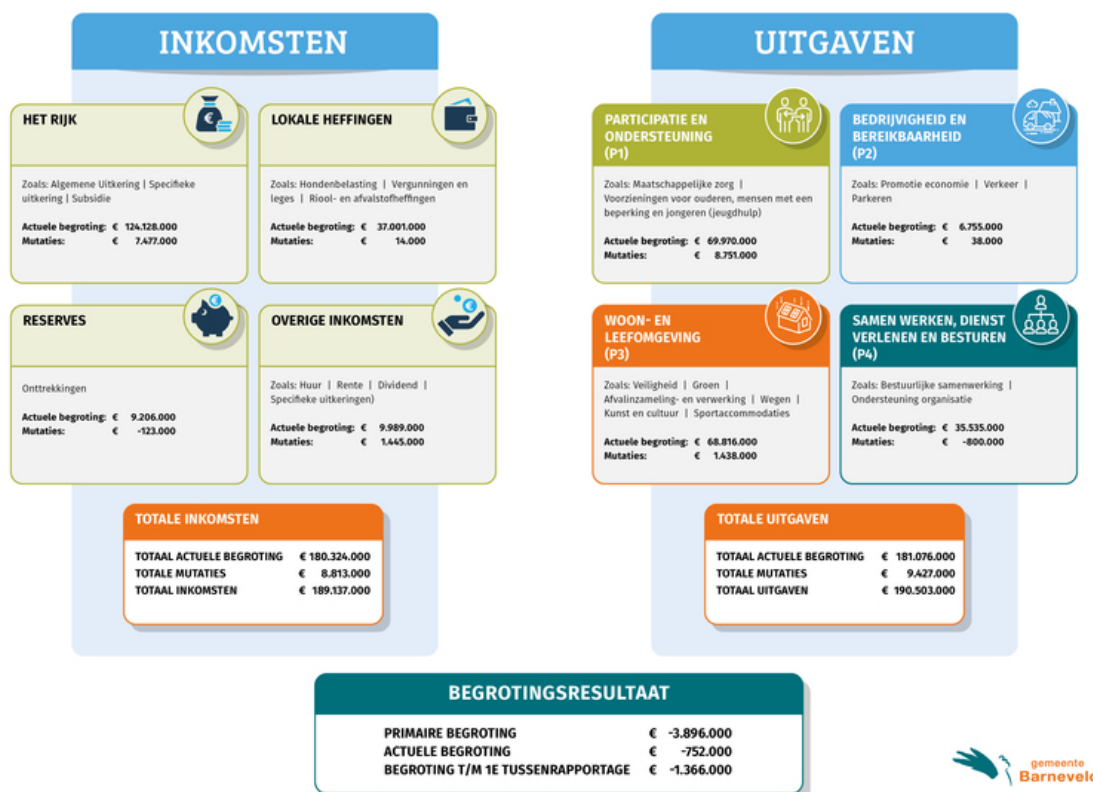 INKOMSTEN
HET RIJK
Zoals: Algemene Uitkering | Specifieke
uitkering | Subsidie
Actuele begroting: € 124.128.000
Mutaties: € 7.477.000
LOKALE HEFFINGEN
Zoals: Hondenbelasting | Vergunningen en
leges | Riool- en afvalstofheffingen
Actuele begroting: € 37.001.000
Mutaties: € 14.000
RESERVES
Onttrekkingen
Actuele begroting: € 9.206.000
Mutaties: € -123.000
OVERIGE INKOMSTEN
Zoals: Huur | Rente | Dividend |
Specifieke uitkeringen)
Actuele begroting: € 9.989.000
Mutaties: € 1.445.000
TOTALE INKOMSTEN
TOTAAL ACTUELE BEGROTING € 180.324.000
TOTALE MUTATIES € 8.813.000
TOTAAL INKOMSTEN € 189.137.000
UITGAVEN
PARTICIPATIE EN
ONDERSTEUNING
(P1)
Zoals: Maatschappelijke zorg |
Voorzieningen voor ouderen, mensen met een
beperking en jongeren (jeugdhulp)
Actuele begroting: € 69.970.000
Mutaties: € 8.751.000
BEDRIJVIGHEID EN
BEREIKBAARHEID
(P2)
Zoals: Promotie economie | Verkeer |
Parkeren
Actuele begroting: € 6.755.000
Mutaties: € 38.000
WOON- EN
LEEFOMGEVING
(P3)
Zoals: Veiligheid | Groen |
Afvalinzameling- en verwerking | Wegen |
Kunst en cultuur | Sportaccommodaties
Actuele begroting: € 68.816.000
Mutaties: € 1.438.000
SAMEN WERKEN, DIENST
VERLENEN EN BESTUREN
(P4)
Zoals: Bestuurlijke samenwerking |
Ondersteuning organisatie
Actuele begroting: € 35.535.000
Mutaties: € -800.000
TOTALE UITGAVEN
TOTAAL ACTUELE BEGROTING € 181.076.000
TOTALE MUTATIES € 9.427.000
TOTAAL UITGAVEN € 190.503.000
BEGROTINGSRESULTAAT
PRIMAIRE BEGROTING € -3.896.000
ACTUELE BEGROTING € -752.000
BEGROTING T/M 1E TUSSENRAPPORTAGE € -1.366.000
gemeente
Barneveld